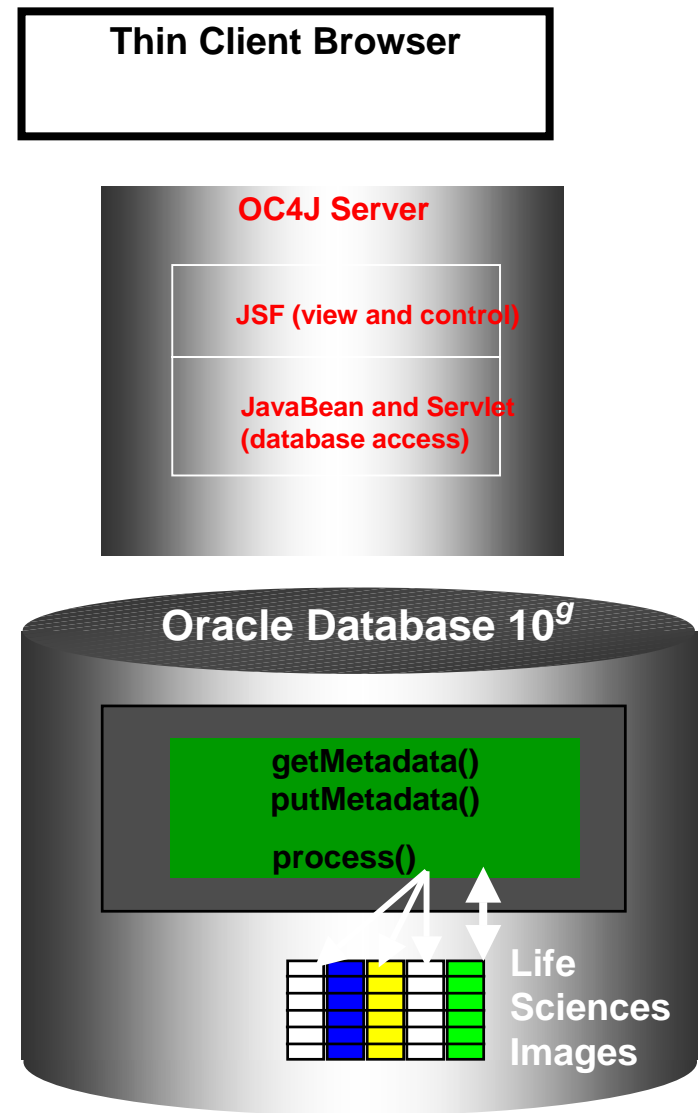 Thin Client Browser
OC4J Server
JSF (view and control)
JavaBean and Servlet
(database access)
Oracle Database 10g
getMetadata()
putMetadata()
process()
Life
Sciences
Images